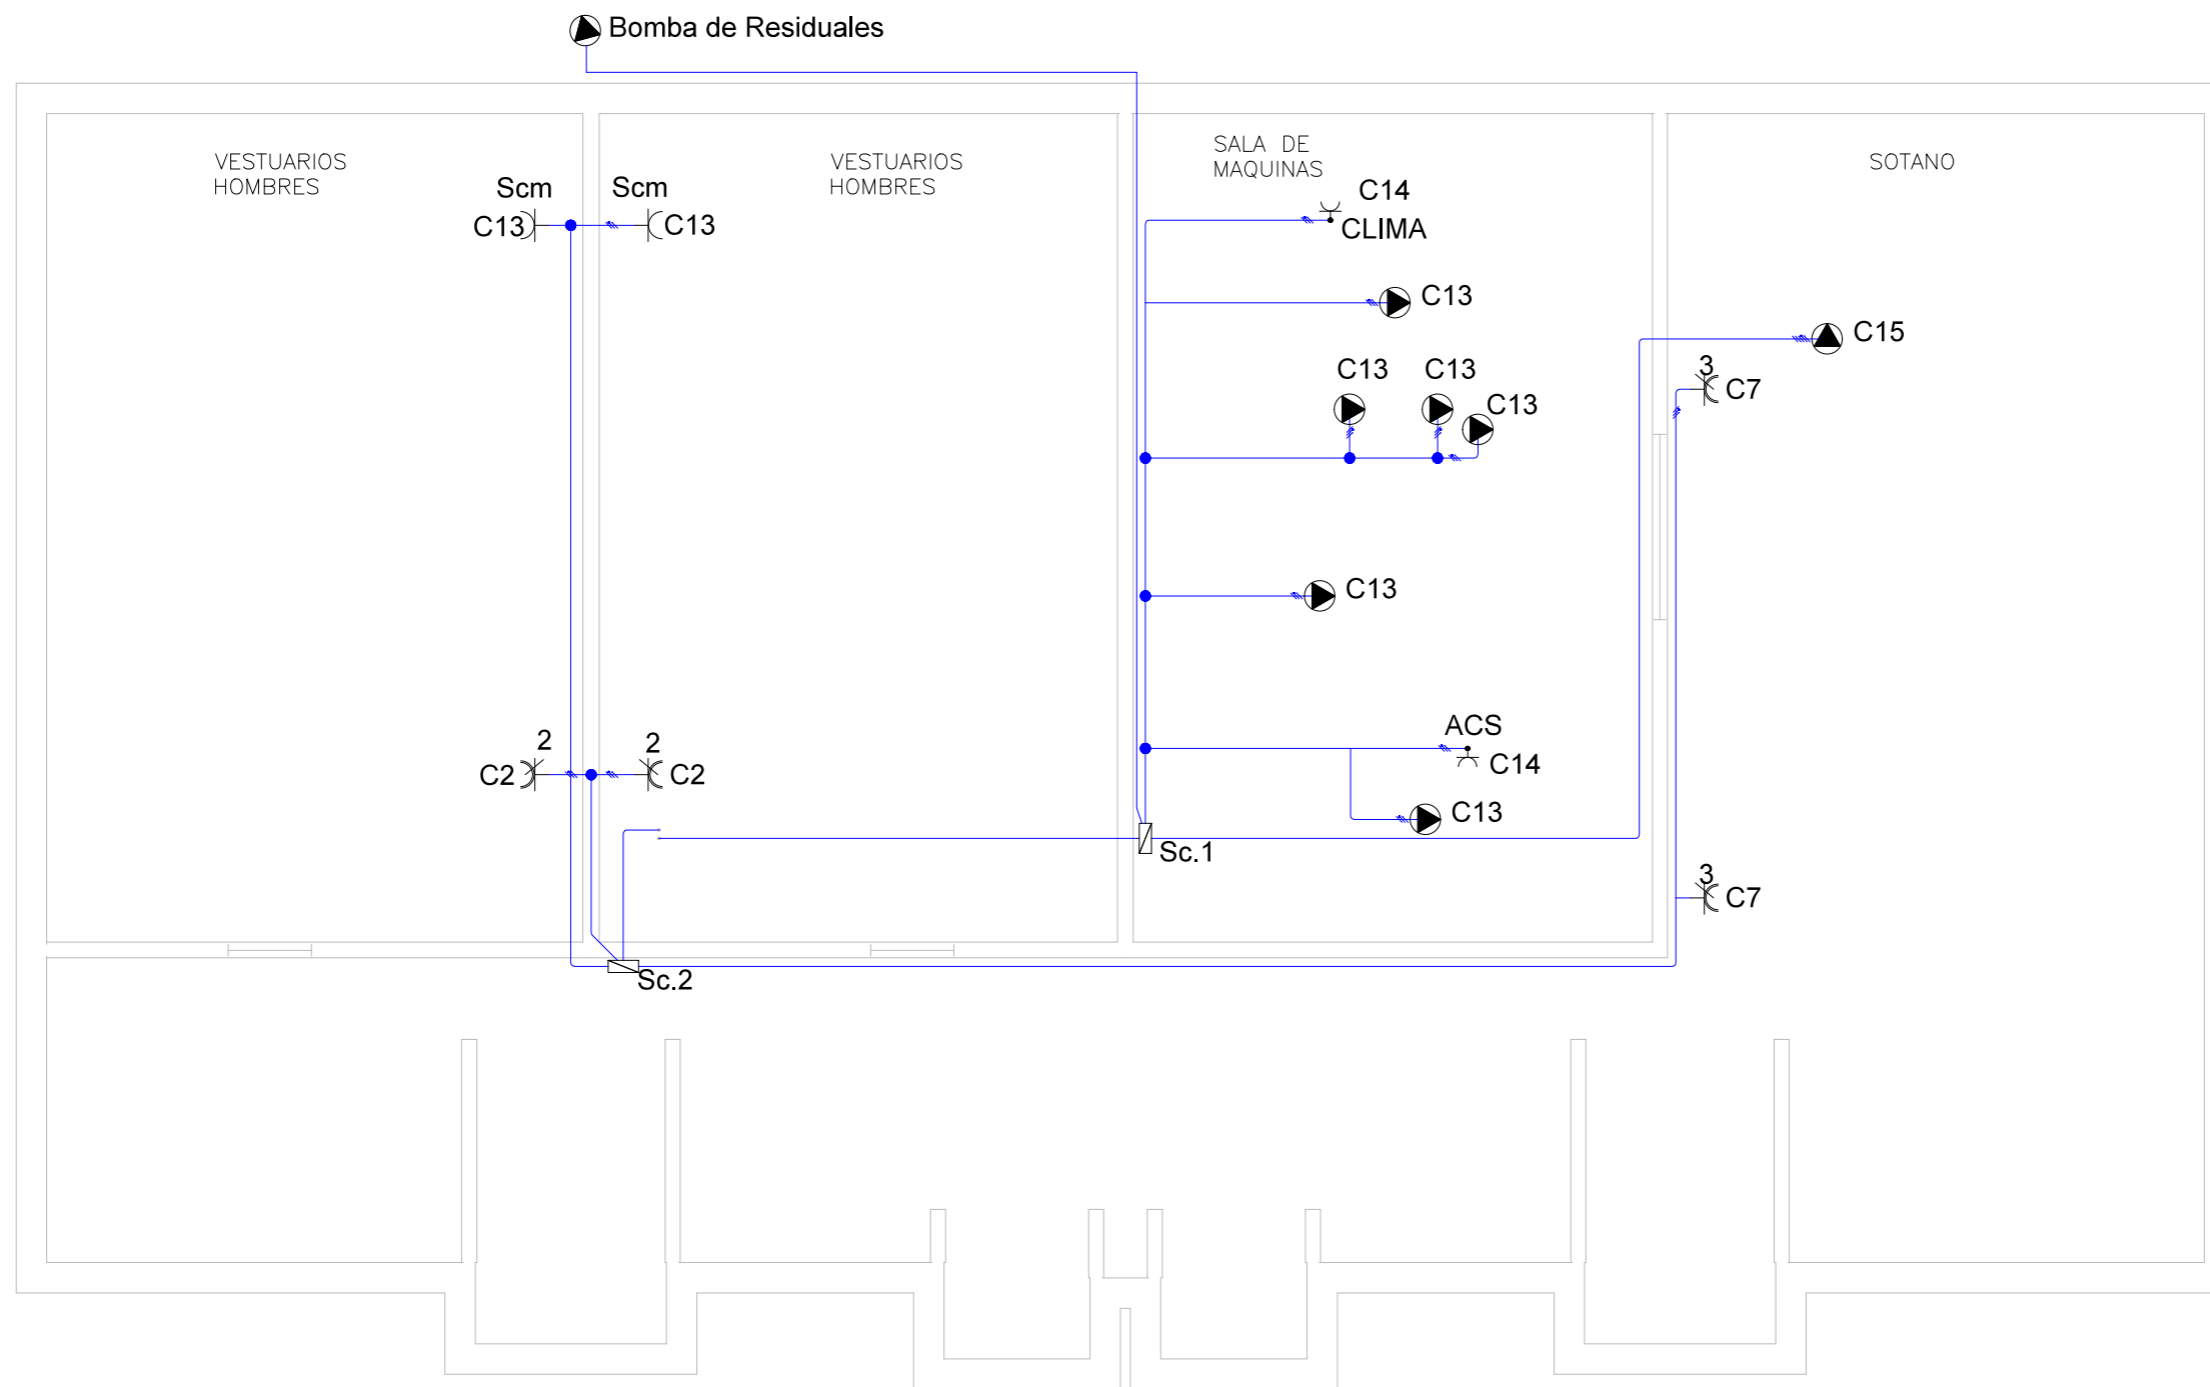 Bomba de Residuales
VESTUARIOS
HOMBRES
VESTUARIOS
HOMBRES
SALA DE
MAQUINAS
SOTANO
Scm
Scm
C13
C13
C14
CLIMA
C13
C15
C13
C13
C13
3
C7
C13
ACS
C14
2
2
C2
C2
C13
Sc.1
3
C7
Sc.2